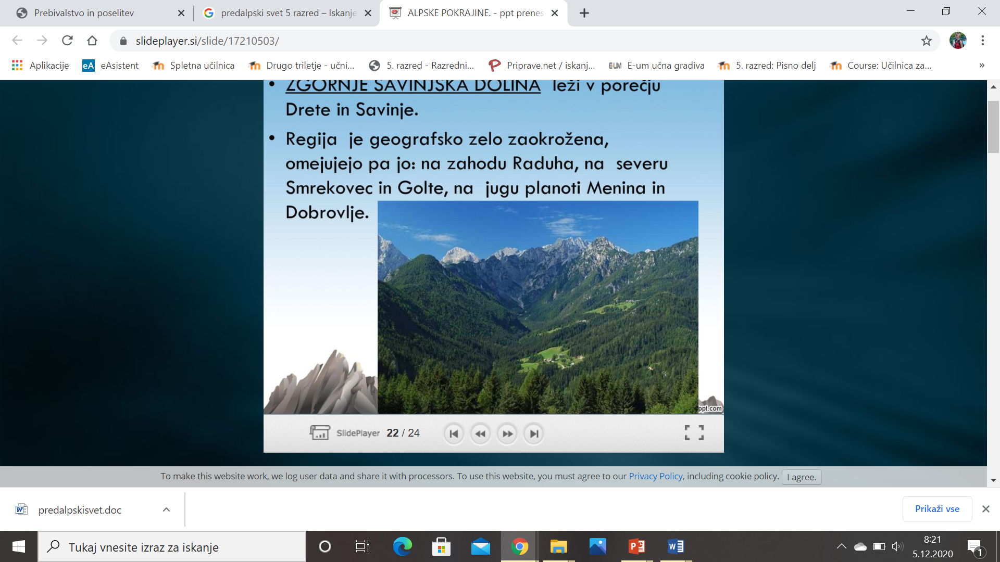 Prebivalstvo in poselitev
predalpski svet 5 razred – Iskanje
ALPSKE POKRAJINE. - ppt prenes
slideplayer.si/slide/17210503/
Aplikacije
eA eAsistent
Spletna učilnica
Drugo triletje - učni...
5. razred - Razredni...
Priprave.net / iskanj...
E-UM E-um učna gradiva
5. razred: Pisno delj
Course: Učilnica za...
»
• ZGORNJE SAVINJSKA DOLINA leži v porečju
Drete in Savinje.
• Regija je geografsko zelo zaokrožena,
omejujejo pa jo: na zahodu Raduha, na severu
Smrekovec in Golte, na jugu planoti Menina in
Dobrovlje.
ppt.com
SlidePlayer 22 / 24
To make this website work, we log user data and share it with processors. To use this website, you must agree to our Privacy Policy, including cookie policy. I agree.
predalpskisvet.doc
Prikaži vse
Tukaj vnesite izraz za iskanje
8:21
5.12.2020
1